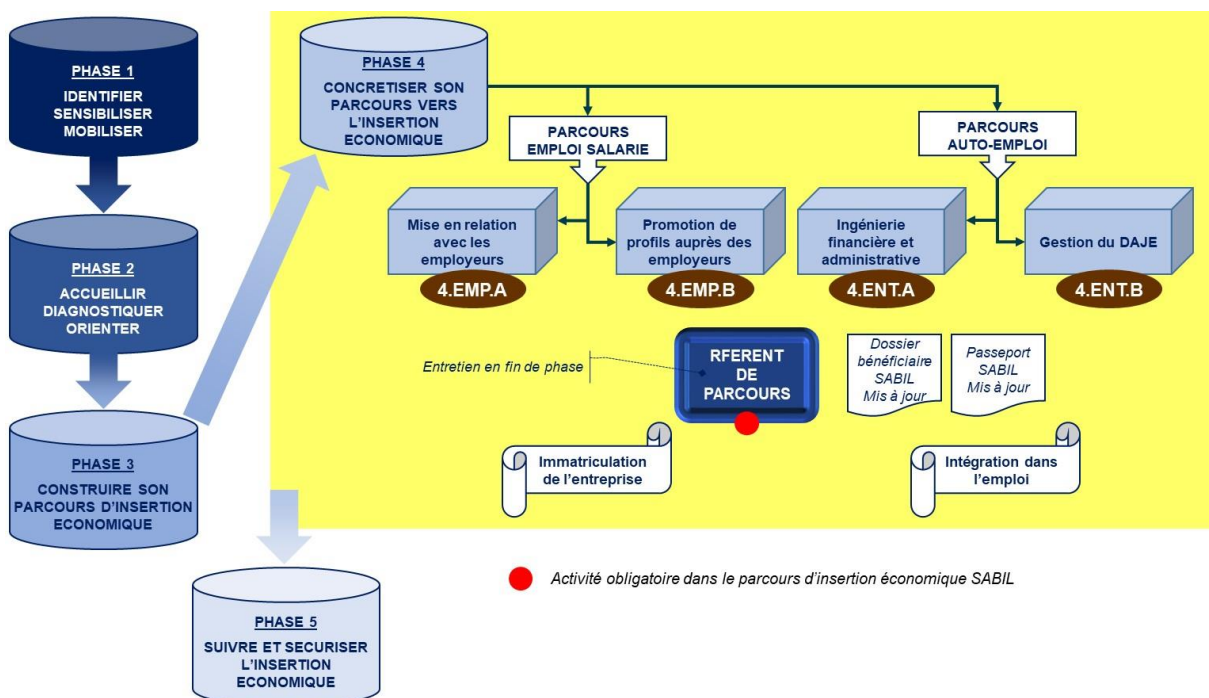 PHASE 1
IDENTIFIER
SENSIBILISER
MOBILISER
PHASE 2
ACCUEILLIR
DIAGNOSTIQUER
ORIENTER
PHASE 3
CONSTRUIRE SON
PARCOURS D'INSERTION
ECONOMIQUE
PHASE 4
CONCRETISER SON
PARCOURS VERS
L'INSERTION
ECONOMIQUE
PARCOURS
EMPLOI SALARIE
PARCOURS
AUTO-EMPLOI
Mise en relation
avec les
employeurs
4.EMP.A
Promotion de
profils auprès des
employeurs
4.EMP.B
Ingénierie
financière et
administrative
4.ENT.A
Gestion du DAJE
4.ENT.B
Entretien en fin de phase
RFERENT
DE
PARCOURS
Dossier
bénéficiaire
SABIL
Mis à jour
Passeport
SABIL
Mis à jour
Immatriculation
de l'entreprise
Intégration dans
l'emploi
PHASE 5
SUIVRE ET SECURISER
L'INSERTION
ECONOMIQUE
Activité obligatoire dans le parcours d'insertion économique SABIL